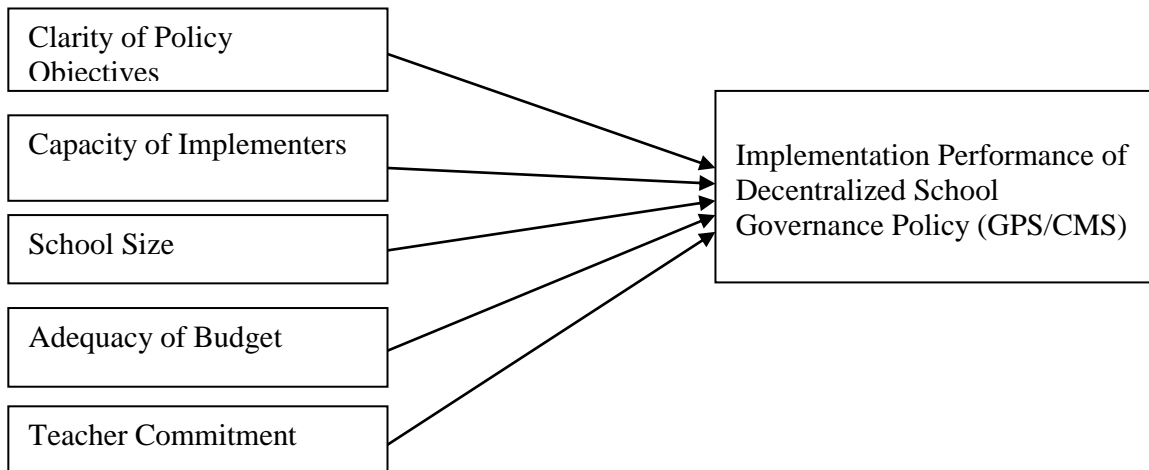 Clarity of Policy
Objectives
Capacity of Implementers
School Size
Adequacy of Budget
Teacher Commitment
Implementation Performance of
Decentralized School
Governance Policy (GPS/CMS)